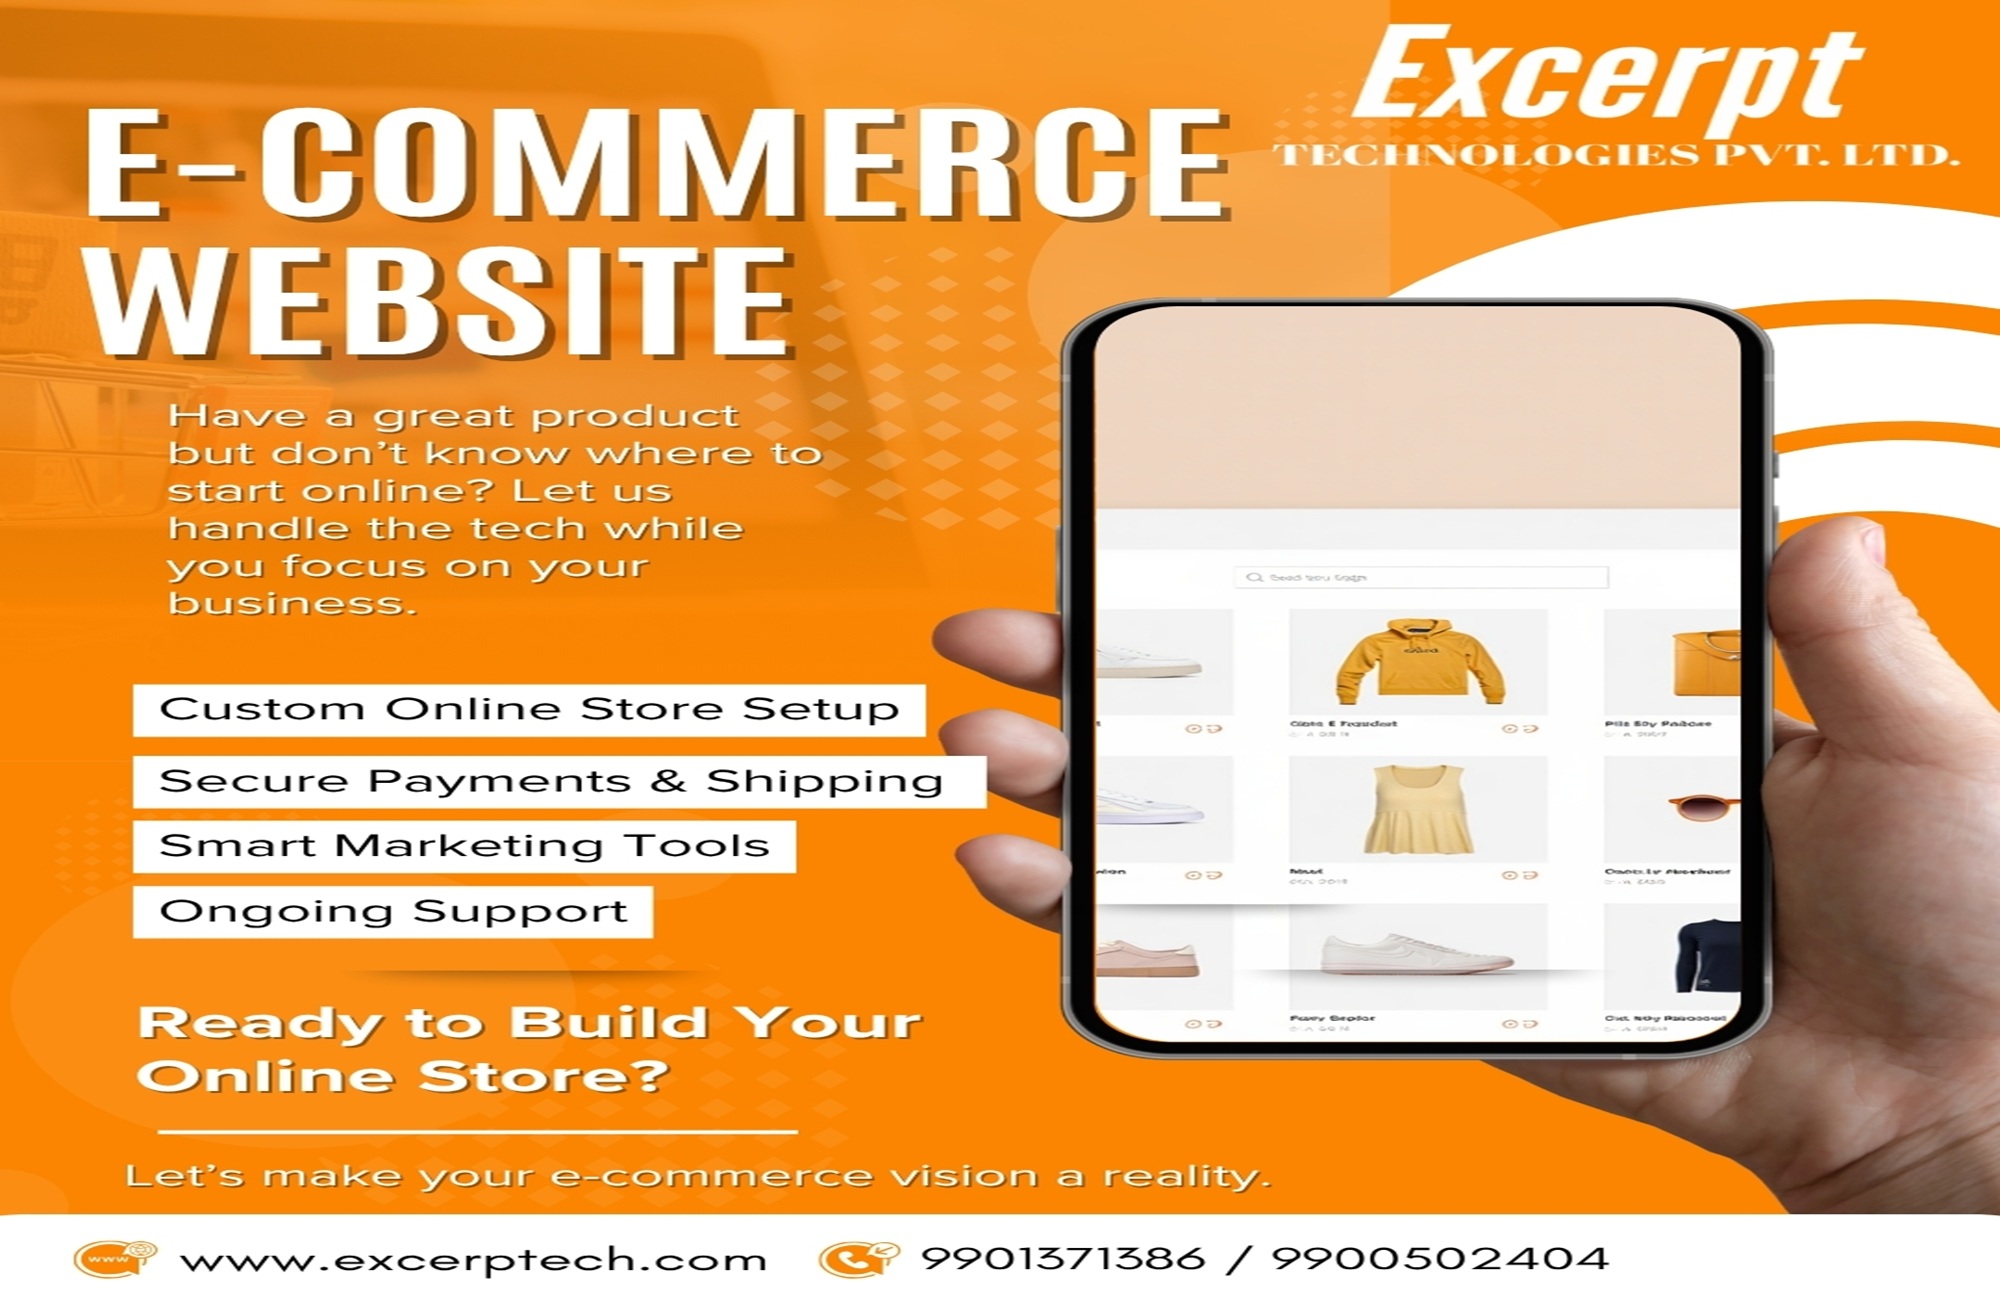 Excerpt
TECHNOLOGIES PVT. LTD.
E-COMMERCE
WEBSITE
Have a great product
but don't know where to
start online? Let us
handle the tech while
you focus on your
business.
Custom Online Store Setup
Secure Payments & Shipping
Smart Marketing Tools
Ongoing Support
Ready to Build Your
Online Store?
Let's make your e-commerce vision a reality.
www.excerptech.com 9901371386 / 9900502404